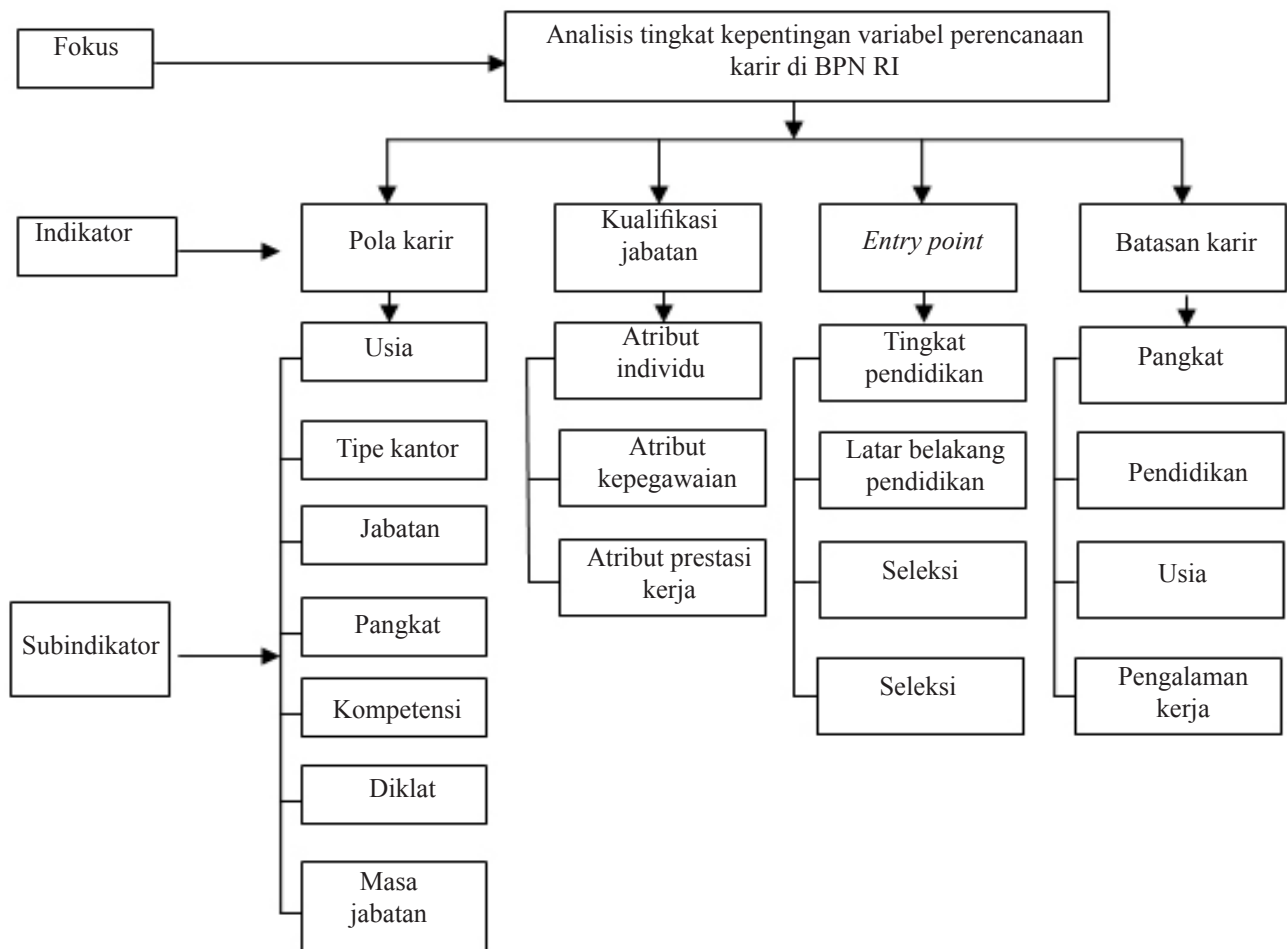 Fokus
Analisis tingkat kepentingan variabel perencanaan
karir di BPN RI
Indikator
Pola karir
Kualifikasi
jabatan
Entry point
Batasan karir
Subindikator
Usia
Tipe kantor
Jabatan
Pangkat
Kompetensi
Diklat
Masa
jabatan
Atribut
individu
Atribut
kepegawaian
Atribut prestasi
kerja
Tingkat
pendidikan
Latar belakang
pendidikan
Seleksi
Seleksi
Pangkat
Pendidikan
Usia
Pengalaman
kerja